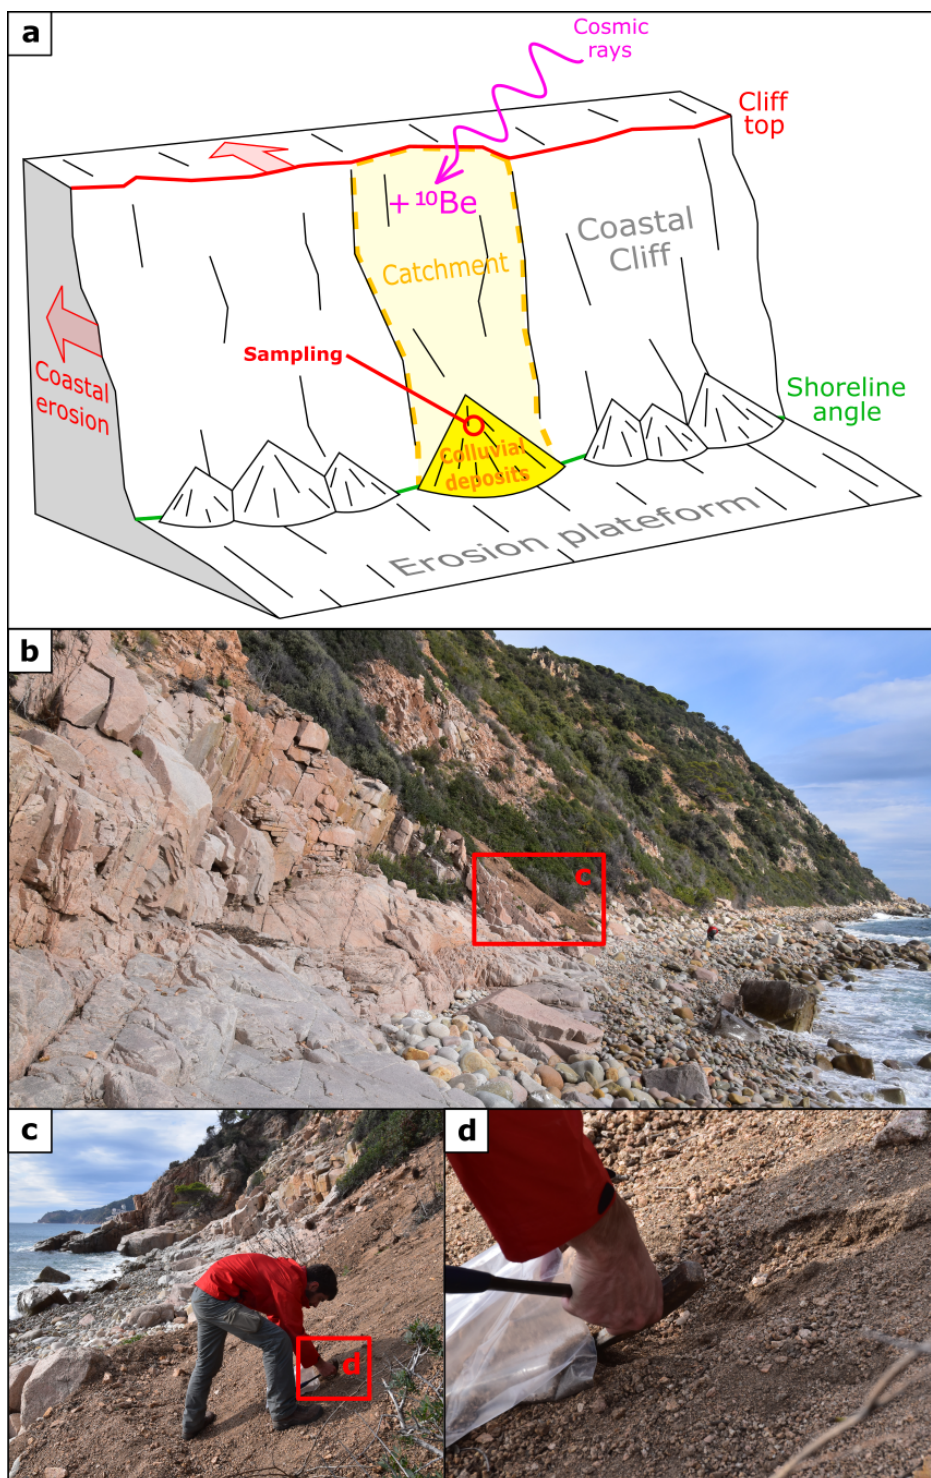 a
Cosmic
rays
Cliff
top
+ ¹⁰Be
Coastal
Cliff
Catchment
Sampling
Coastal
erosion
Shoreline
angle
Colluvial
deposits
Erosion plateform
b
c
c
d
d